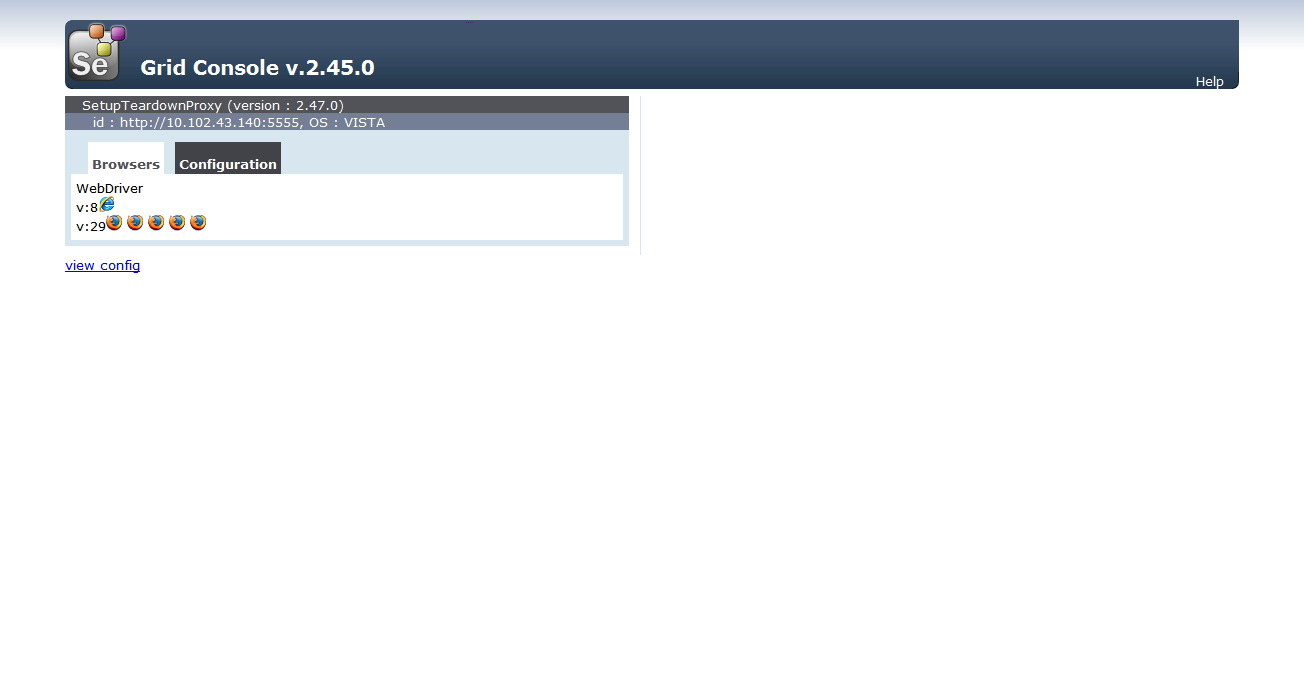 Se
Grid Console v.2.45.0
Help
SetupTeardownProxy (version : 2.47.0)
id : http://10.102.43.140:5555, OS : VISTA
Browsers Configuration
WebDriver
v:8
v:29
view config